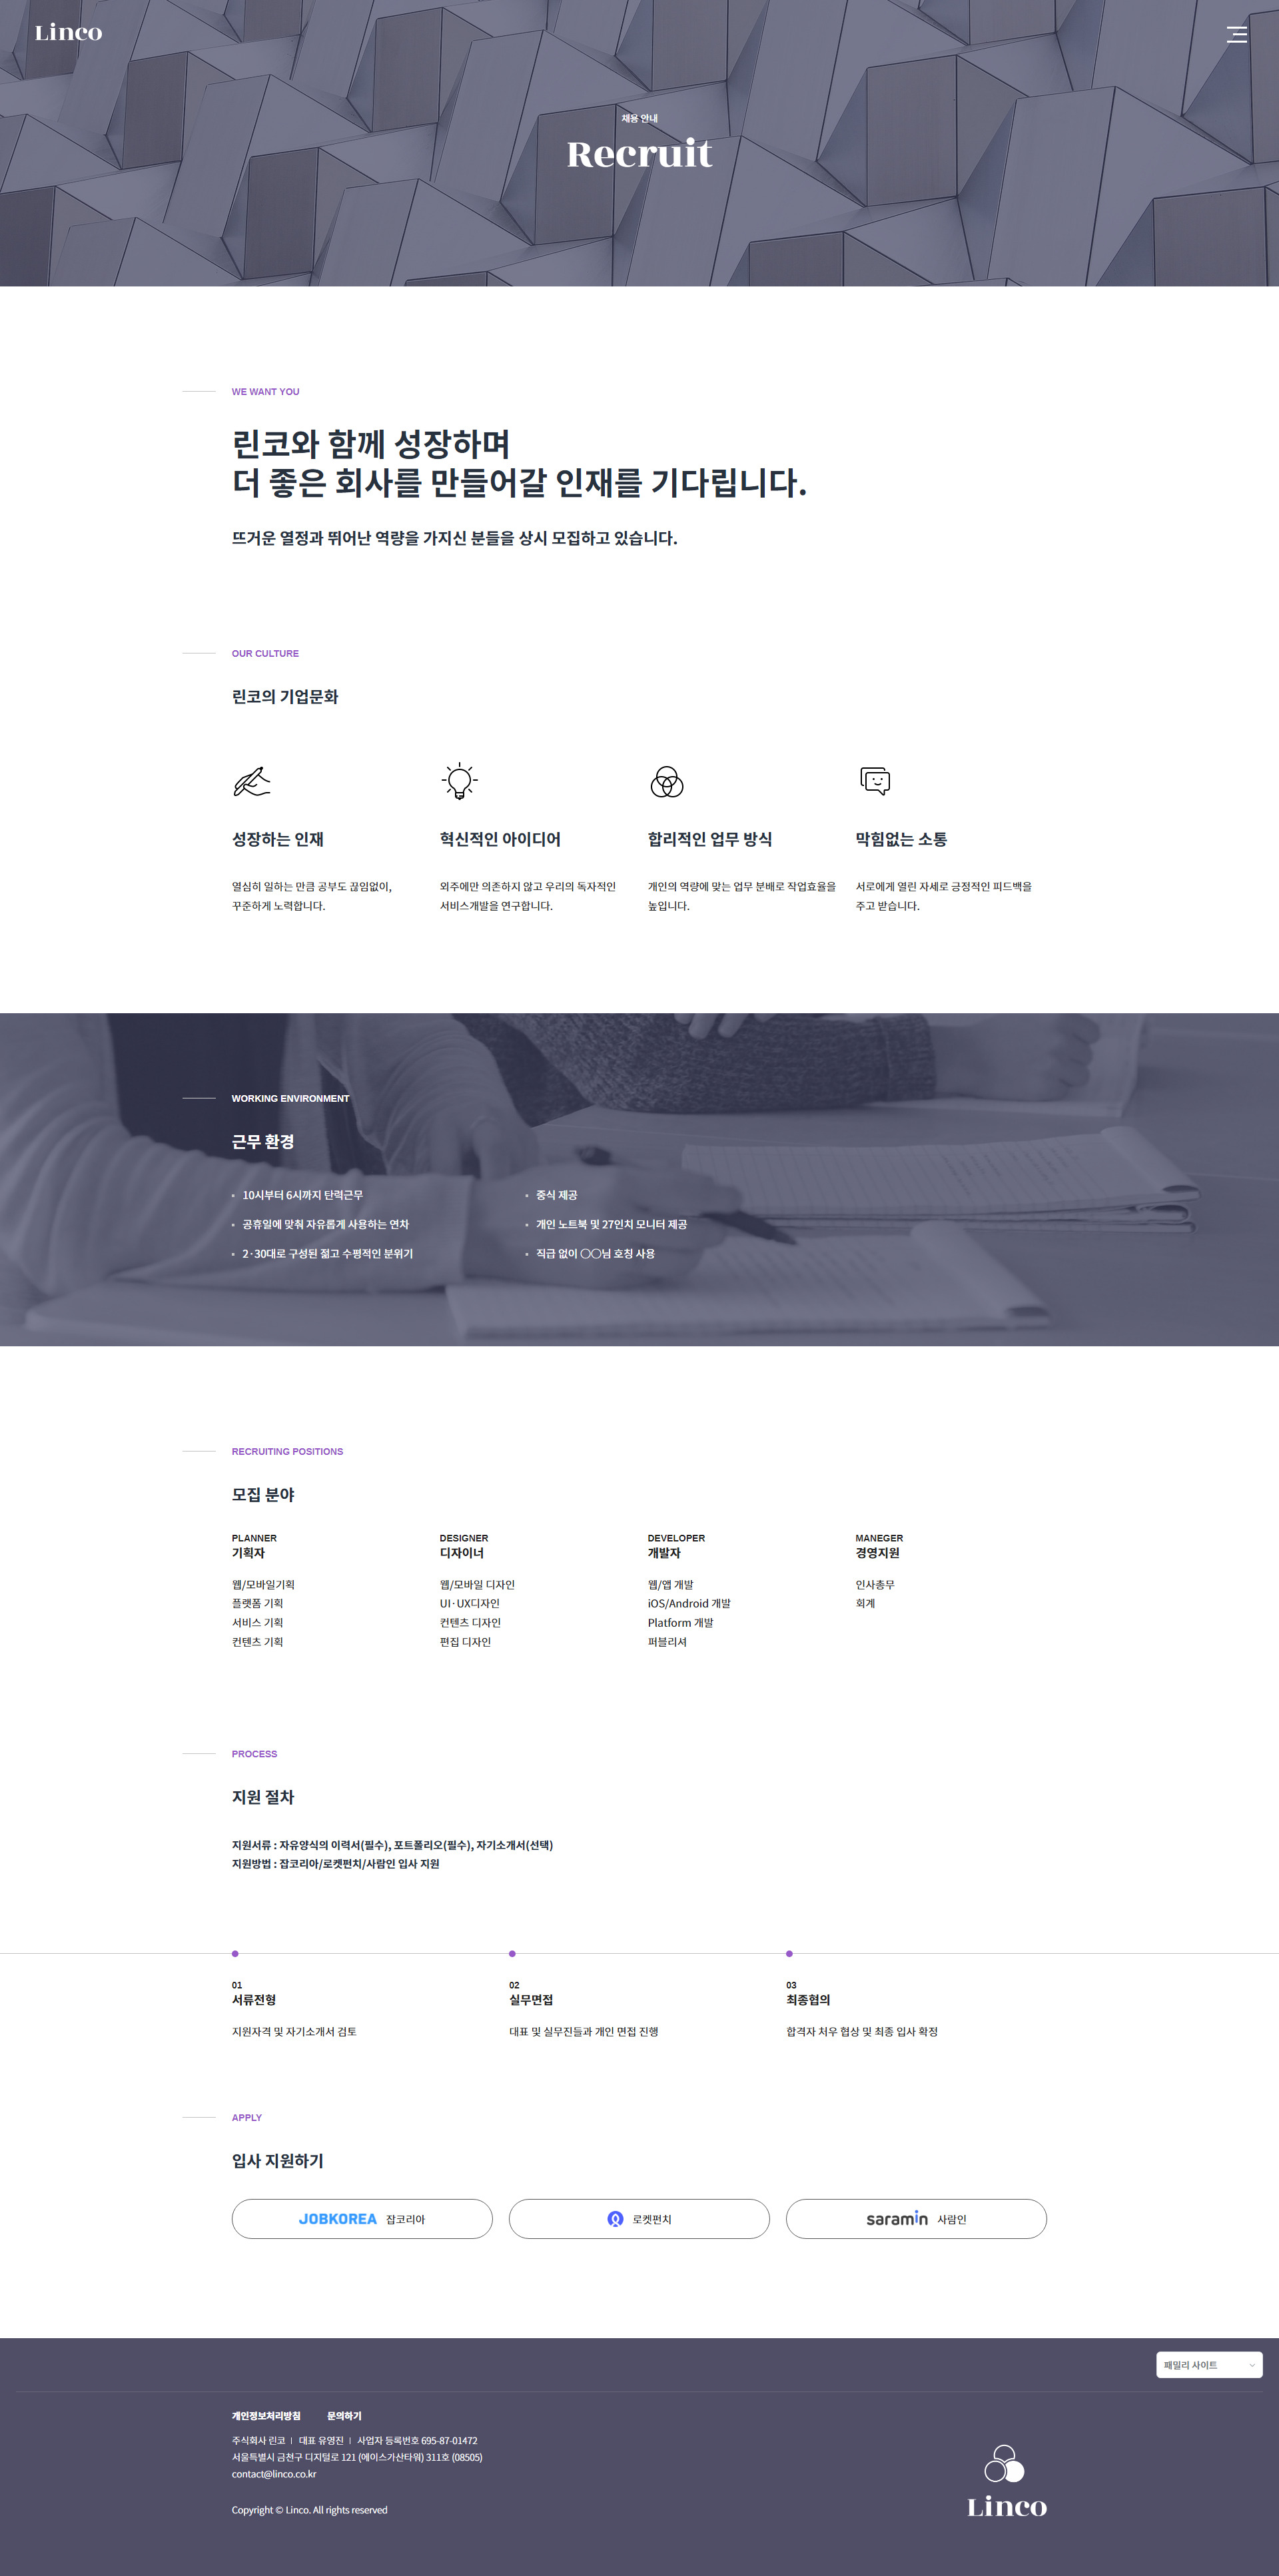 Linco
채용 안내
Recruit
WE WANT YOU
린코와 함께 성장하며
더 좋은 회사를 만들어갈 인재를 기다립니다.
뜨거운 열정과 뛰어난 역량을 가지신 분들을 상시 모집하고 있습니다.
OUR CULTURE
린코의 기업문화
성장하는 인재
열심히 일하는 만큼 공부도 끊임없이,
꾸준하게 노력합니다.
혁신적인 아이디어
외주에만 의존하지 않고 우리의 독자적인
서비스개발을 연구합니다.
합리적인 업무 방식
개인의 역량에 맞는 업무 분배로 작업효율을
높입니다.
막힘없는 소통
서로에게 열린 자세로 긍정적인 피드백을
주고 받습니다.
WORKING ENVIRONMENT
근무 환경
10시부터 6시까지 탄력근무
중식 제공
공휴일에 맞춰 자유롭게 사용하는 연차
개인 노트북 및 27인치 모니터 제공
2·30대로 구성된 젊고 수평적인 분위기
직급 없이 〇〇님 호칭 사용
RECRUITING POSITIONS
모집 분야
PLANNER
기획자
웹/모바일기획
플랫폼 기획
서비스 기획
컨텐츠 기획
DESIGNER
디자이너
웹/모바일 디자인
UI·UX디자인
컨텐츠 디자인
편집 디자인
DEVELOPER
개발자
웹/앱 개발
iOS/Android 개발
Platform 개발
퍼블리셔
MANEGER
경영지원
인사총무
회계
PROCESS
지원 절차
지원서류 : 자유양식의 이력서(필수), 포트폴리오(필수), 자기소개서(선택)
지원방법 : 잡코리아/로켓펀치/사람인 입사 지원
01
서류전형
지원자격 및 자기소개서 검토
02
실무면접
대표 및 실무진들과 개인 면접 진행
03
최종협의
합격자 처우 협상 및 최종 입사 확정
APPLY
입사 지원하기
JOBKOREA 잡코리아
로켓펀치
saramin 사람인
패밀리 사이트
개인정보처리방침 문의하기
주식회사 린코 | 대표 유영진 | 사업자 등록번호 695-87-01472
서울특별시 금천구 디지털로 121 (에이스가산타워) 311호 (08505)
contact@linco.co.kr
Copyright © Linco. All rights reserved
Linco